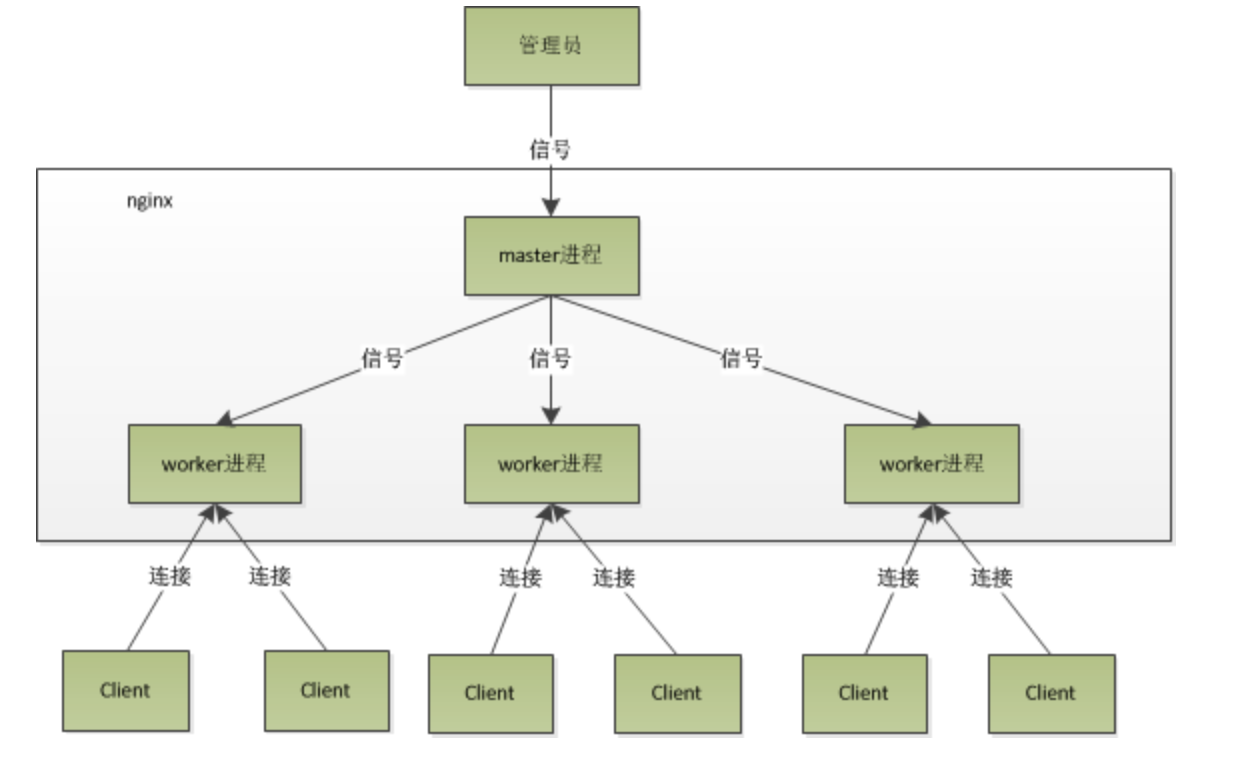 管理员
信号
nginx
master进程
信号
信号
信号
worker进程
worker进程
worker进程
连接
连接
连接
连接
连接
连接
Client
Client
Client
Client
Client
Client